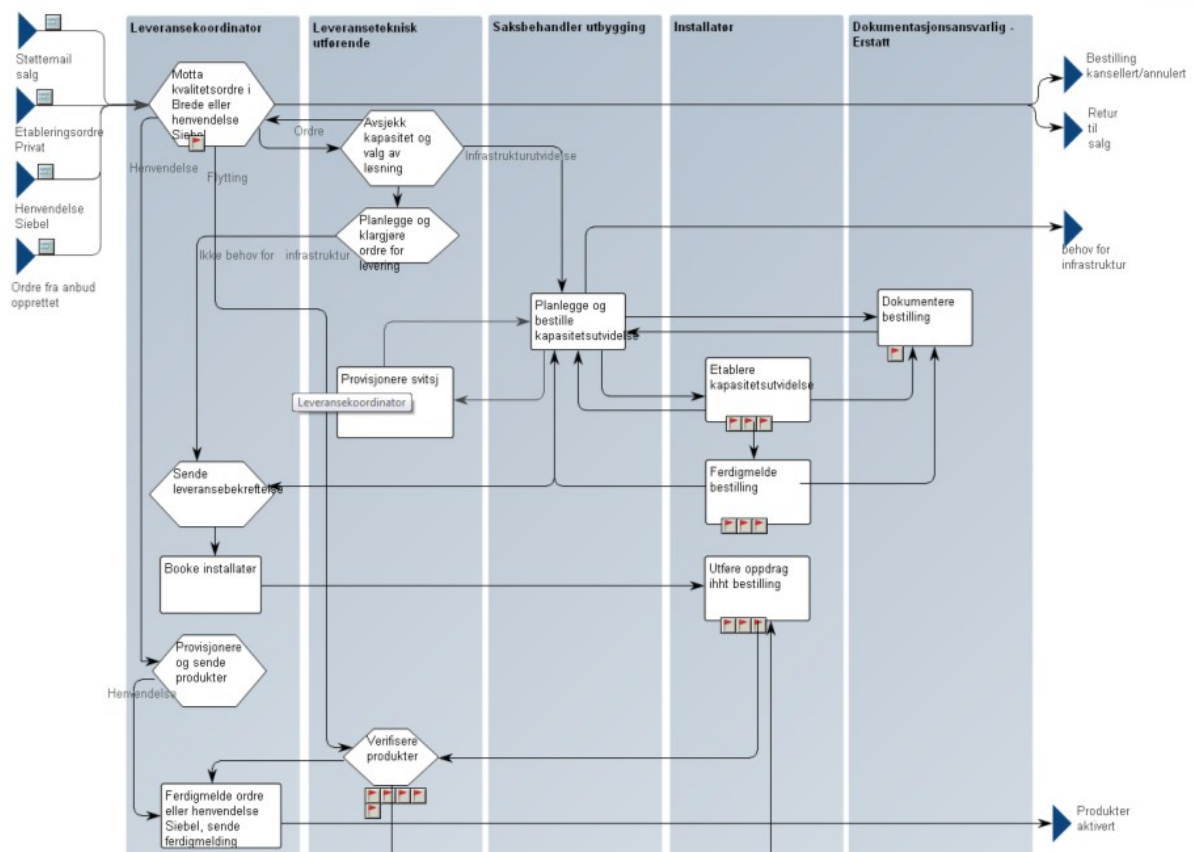 Leveransekoordinator
Leveranseteknisk
utførende
Saksbehandler utbygging
Installatør
Dokumentasjonsansvarlig -
Erstatt
Støttemail
salg
Etableringsordre
Privat
Henvendelse
Siebel
Ordre fra anbud
opprettet
Motta
kvalitetsordre i
Brede eller
henvendelse
Siebel
Henvendelse
Flytting
Ordre
Avsjekk
kapasitet og
valg av
løsning
Infrastrukturutvidelse
Bestilling
kansellert/annulert
Retur
til
salg
Planlegge og
klargjøre
ordre for
levering
Ikke behov for infrastruktur
behov for
infrastruktur
Planlegge og
bestille
kapasitetsutvidelse
Dokumentere
bestilling
Provisjonere svitsj
Leveransekoordinator
Etablere
kapasitetsutvidelse
Sende
leveransebekreftelse
Ferdigmelde
bestilling
Booke installatør
Utføre oppdrag
ihht bestilling
Provisjonere
og sende
produkter
Henvendelse
Verifisere
produkter
Ferdigmelde ordre
eller henvendelse
Siebel, sende
ferdigmelding
Produkter
aktivert